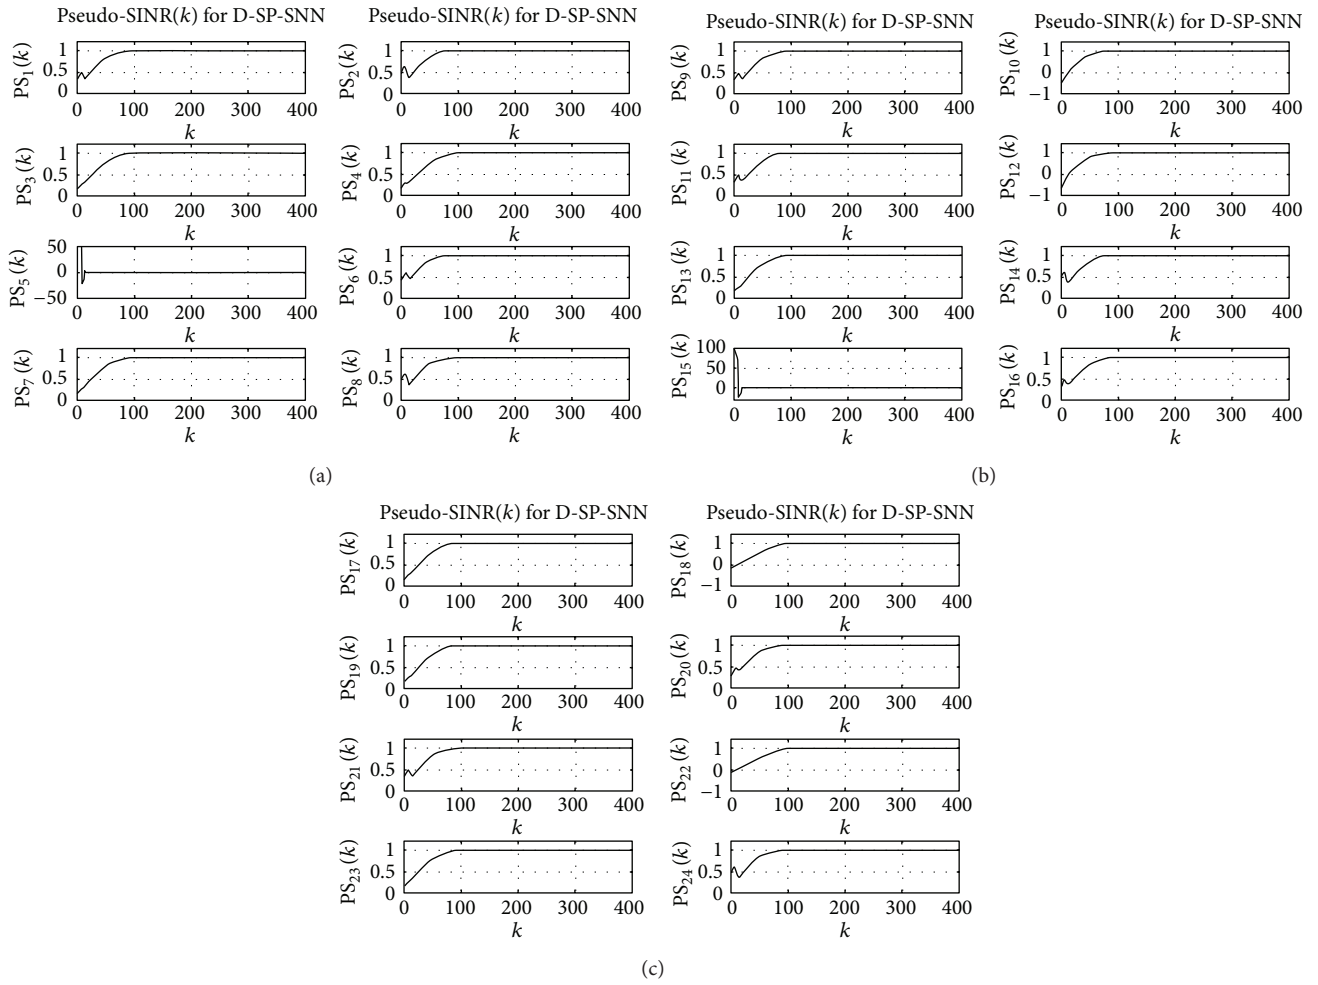 Pseudo-SINR(k) for D-SP-SNN
Pseudo-SINR(k) for D-SP-SNN
PS1(k)
1
0.5
0
0 100 200 300 400
k
PS2(k)
1
0.5
0
0 100 200 300 400
k
PS3(k)
1
0.5
0
0 100 200 300 400
k
PS4(k)
1
0.5
0
0 100 200 300 400
k
PS5(k)
50
0
−50
0 100 200 300 400
k
PS6(k)
1
0.5
0
0 100 200 300 400
k
PS7(k)
1
0.5
0
0 100 200 300 400
k
PS8(k)
1
0.5
0
0 100 200 300 400
k
(a)
Pseudo-SINR(k) for D-SP-SNN
Pseudo-SINR(k) for D-SP-SNN
PS9(k)
1
0.5
0
0 100 200 300 400
k
PS10(k)
1
0
−1
0 100 200 300 400
k
PS11(k)
1
0.5
0
0 100 200 300 400
k
PS12(k)
1
0
−1
0 100 200 300 400
k
PS13(k)
1
0.5
0
0 100 200 300 400
k
PS14(k)
1
0.5
0
0 100 200 300 400
k
PS15(k)
100
50
0
0 100 200 300 400
k
PS16(k)
1
0.5
0
0 100 200 300 400
k
(b)
Pseudo-SINR(k) for D-SP-SNN
Pseudo-SINR(k) for D-SP-SNN
PS17(k)
1
0.5
0
0 100 200 300 400
k
PS18(k)
1
0
−1
0 100 200 300 400
k
PS19(k)
1
0.5
0
0 100 200 300 400
k
PS20(k)
1
0.5
0
0 100 200 300 400
k
PS21(k)
1
0.5
0
0 100 200 300 400
k
PS22(k)
1
0
−1
0 100 200 300 400
k
PS23(k)
1
0.5
0
0 100 200 300 400
k
PS24(k)
1
0.5
0
0 100 200 300 400
k
(c)